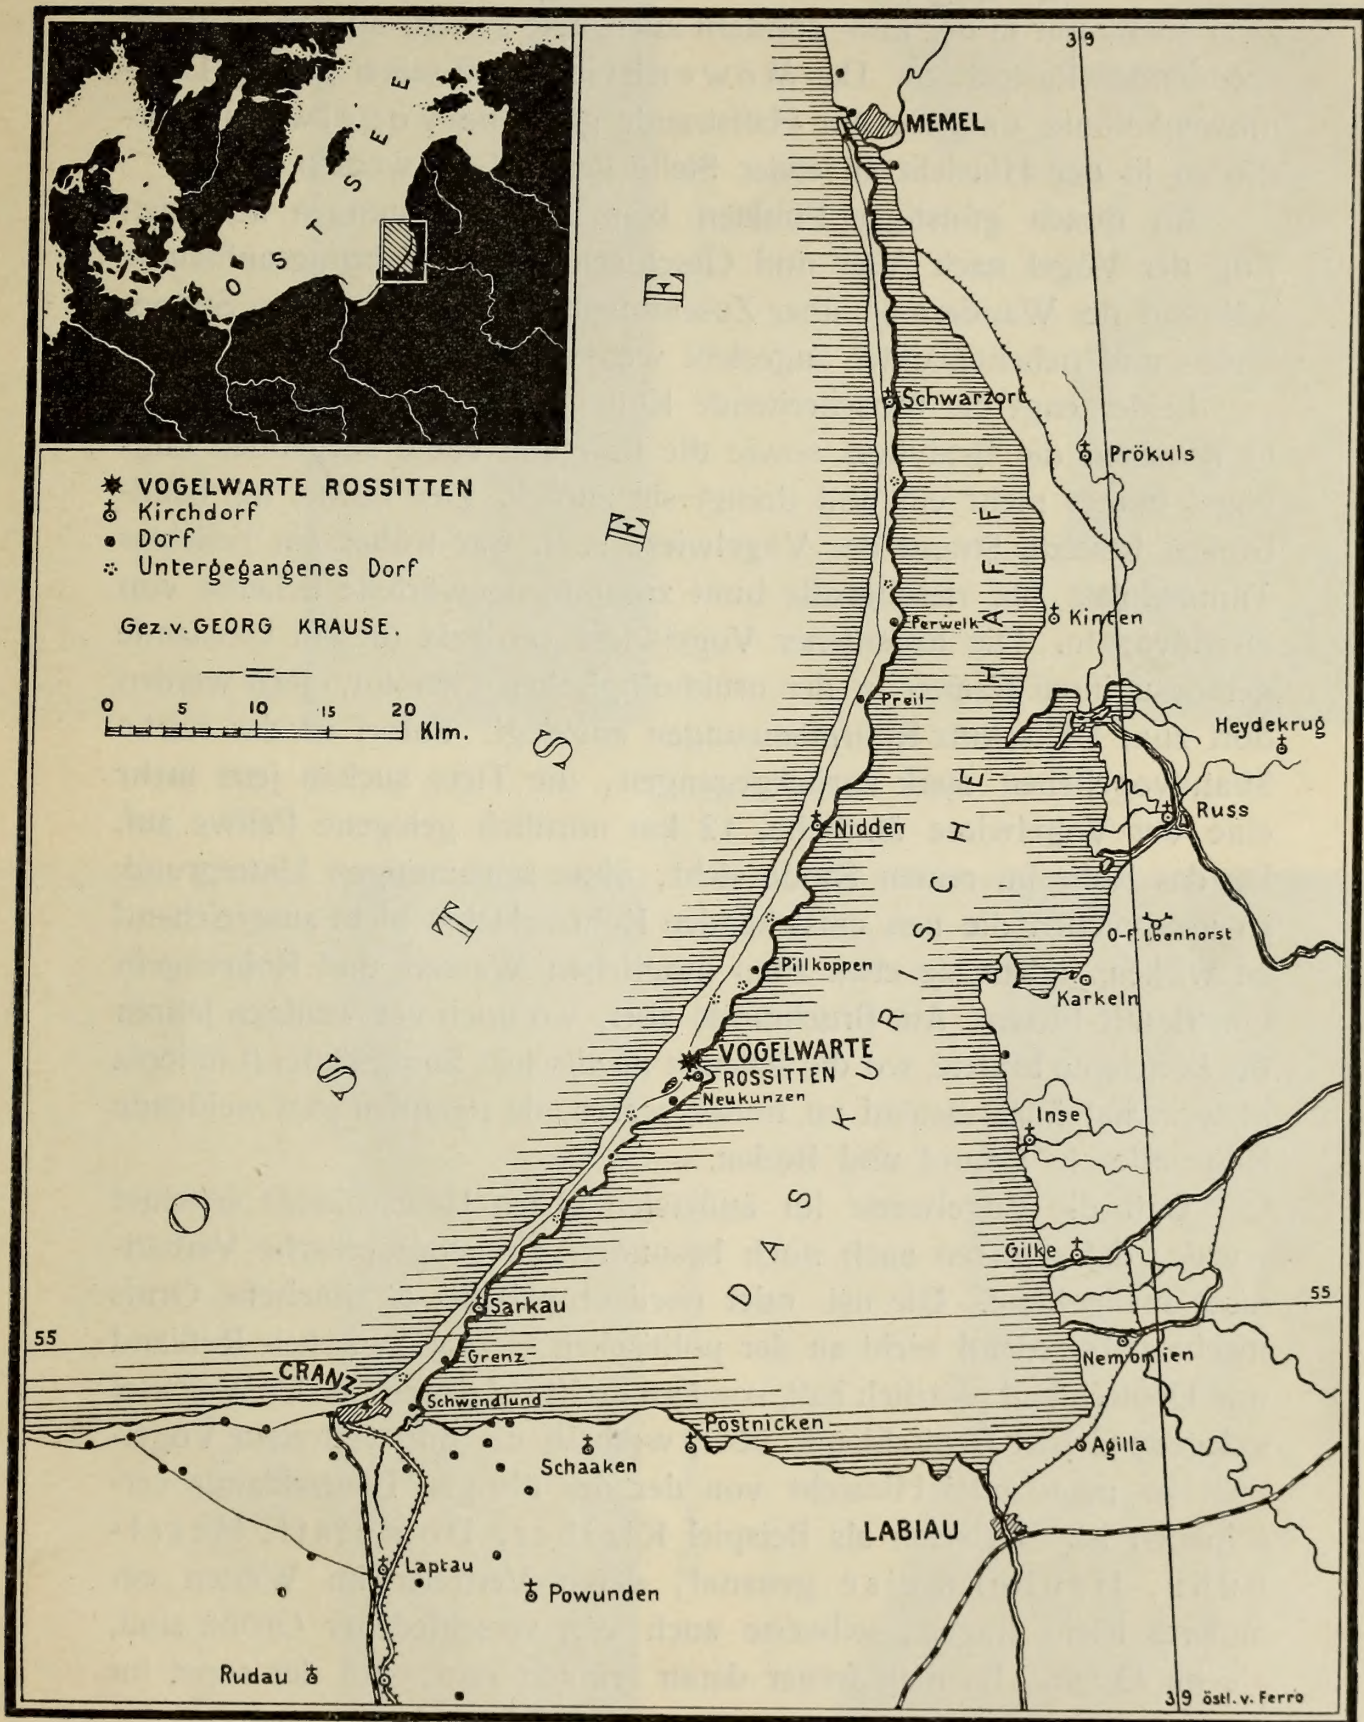 OSTSEE
VOGELWARTE ROSSITTEN
Kirchdorf
Dorf
Untergegangenes Dorf
Gez.v. GEORG KRAUSE.
0 5 10 15 20 Klm.
39
MEMEL
Schwarzort
Prökuls
Kinten
Perwelk
Preil
Heydekrug
Russ
Nidden
O-F. Ibenhorst
Pillkoppen
Karkeln
VOGELWARTE
ROSSITTEN
Neukunzen
Inse
Gilke
OSTSEE
DAS KURISCHE HAFF
Sarkau
55
55
Grenz
Nemonien
CRANZ
Schwendlund
Postnicken
Agilla
Schaaken
LABIAU
Laptau
Powunden
Rudau
39 östl. v. Ferro